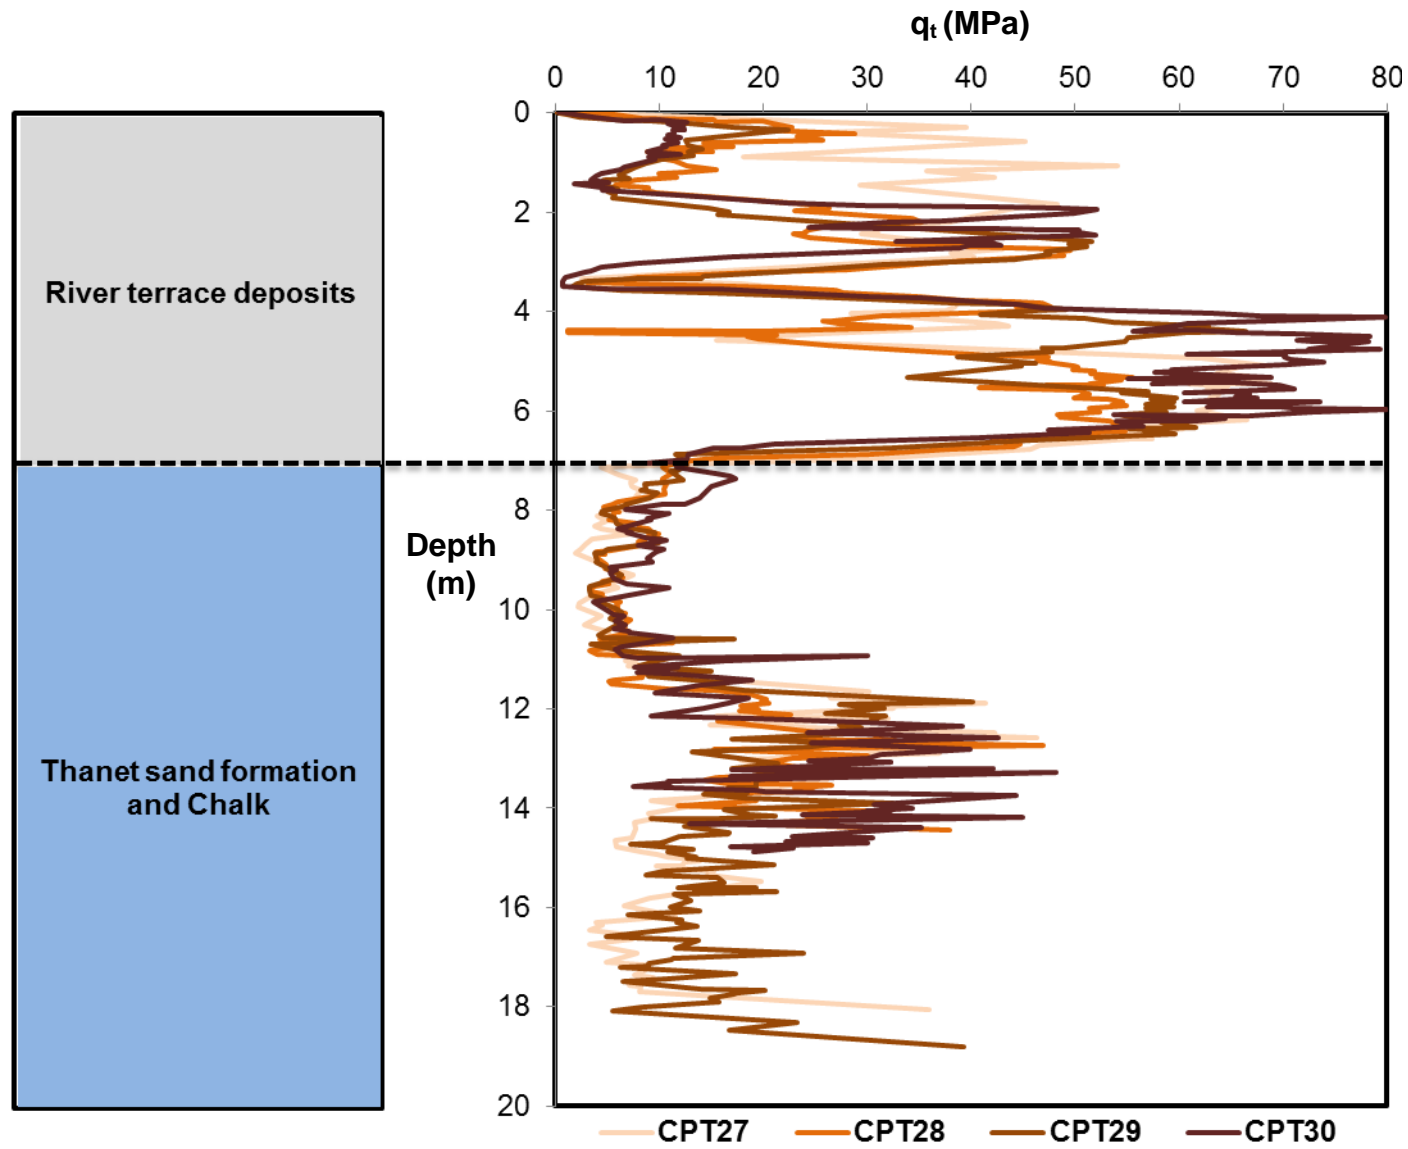 qt (MPa)
0 10 20 30 40 50 60 70 80
0
2
4
6
8
10
12
14
16
18
20
River terrace deposits
Depth
(m)
Thanet sand formation
and Chalk
CPT27 CPT28 CPT29 CPT30